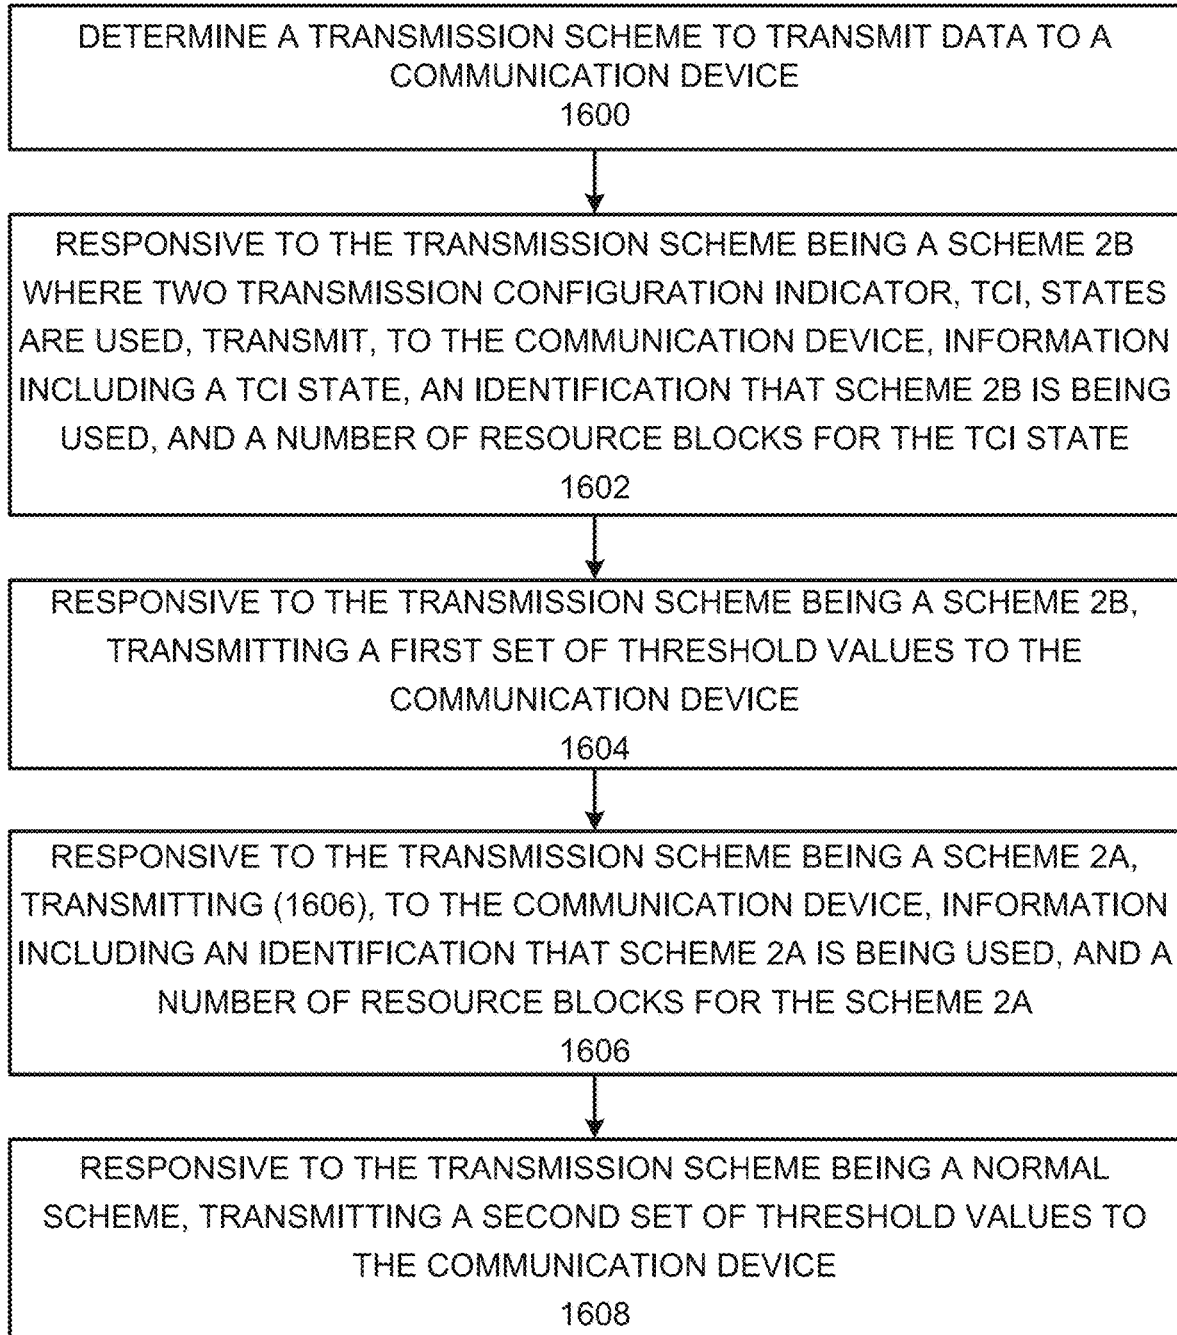 DETERMINE A TRANSMISSION SCHEME TO TRANSMIT DATA TO A
COMMUNICATION DEVICE
1600
RESPONSIVE TO THE TRANSMISSION SCHEME BEING A SCHEME 2B
WHERE TWO TRANSMISSION CONFIGURATION INDICATOR, TCI, STATES
ARE USED, TRANSMIT, TO THE COMMUNICATION DEVICE, INFORMATION
INCLUDING A TCI STATE, AN IDENTIFICATION THAT SCHEME 2B IS BEING
USED, AND A NUMBER OF RESOURCE BLOCKS FOR THE TCI STATE
1602
RESPONSIVE TO THE TRANSMISSION SCHEME BEING A SCHEME 2B,
TRANSMITTING A FIRST SET OF THRESHOLD VALUES TO THE
COMMUNICATION DEVICE
1604
RESPONSIVE TO THE TRANSMISSION SCHEME BEING A SCHEME 2A,
TRANSMITTING (1606), TO THE COMMUNICATION DEVICE, INFORMATION
INCLUDING AN IDENTIFICATION THAT SCHEME 2A IS BEING USED, AND A
NUMBER OF RESOURCE BLOCKS FOR THE SCHEME 2A
1606
RESPONSIVE TO THE TRANSMISSION SCHEME BEING A NORMAL
SCHEME, TRANSMITTING A SECOND SET OF THRESHOLD VALUES TO
THE COMMUNICATION DEVICE
1608